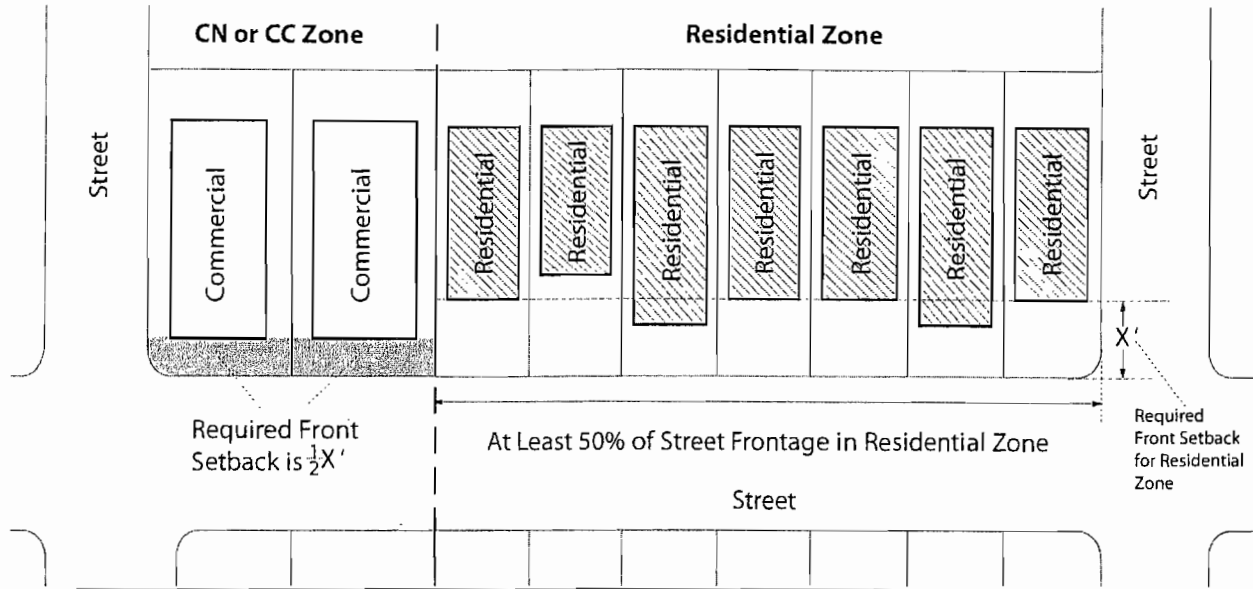 CN or CC Zone
Residential Zone
Street
Commercial
Commercial
Residential
Residential
Residential
Residential
Residential
Residential
Residential
Street
X'
Required Front
Setback is ½X'
At Least 50% of Street Frontage in Residential Zone
Required
Front Setback
for Residential
Zone
Street